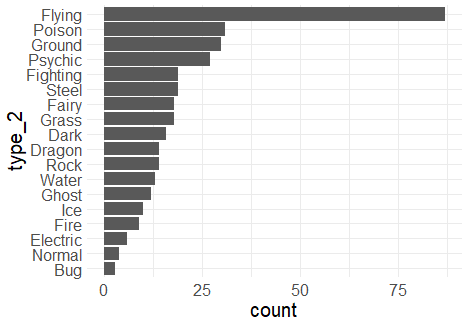 Flying
Poison
Ground
Psychic
Fighting
Steel
Fairy
Grass
Dark
Dragon
Rock
Water
Ghost
Ice
Fire
Electric
Normal
Bug
type_2
0 25 50 75
count